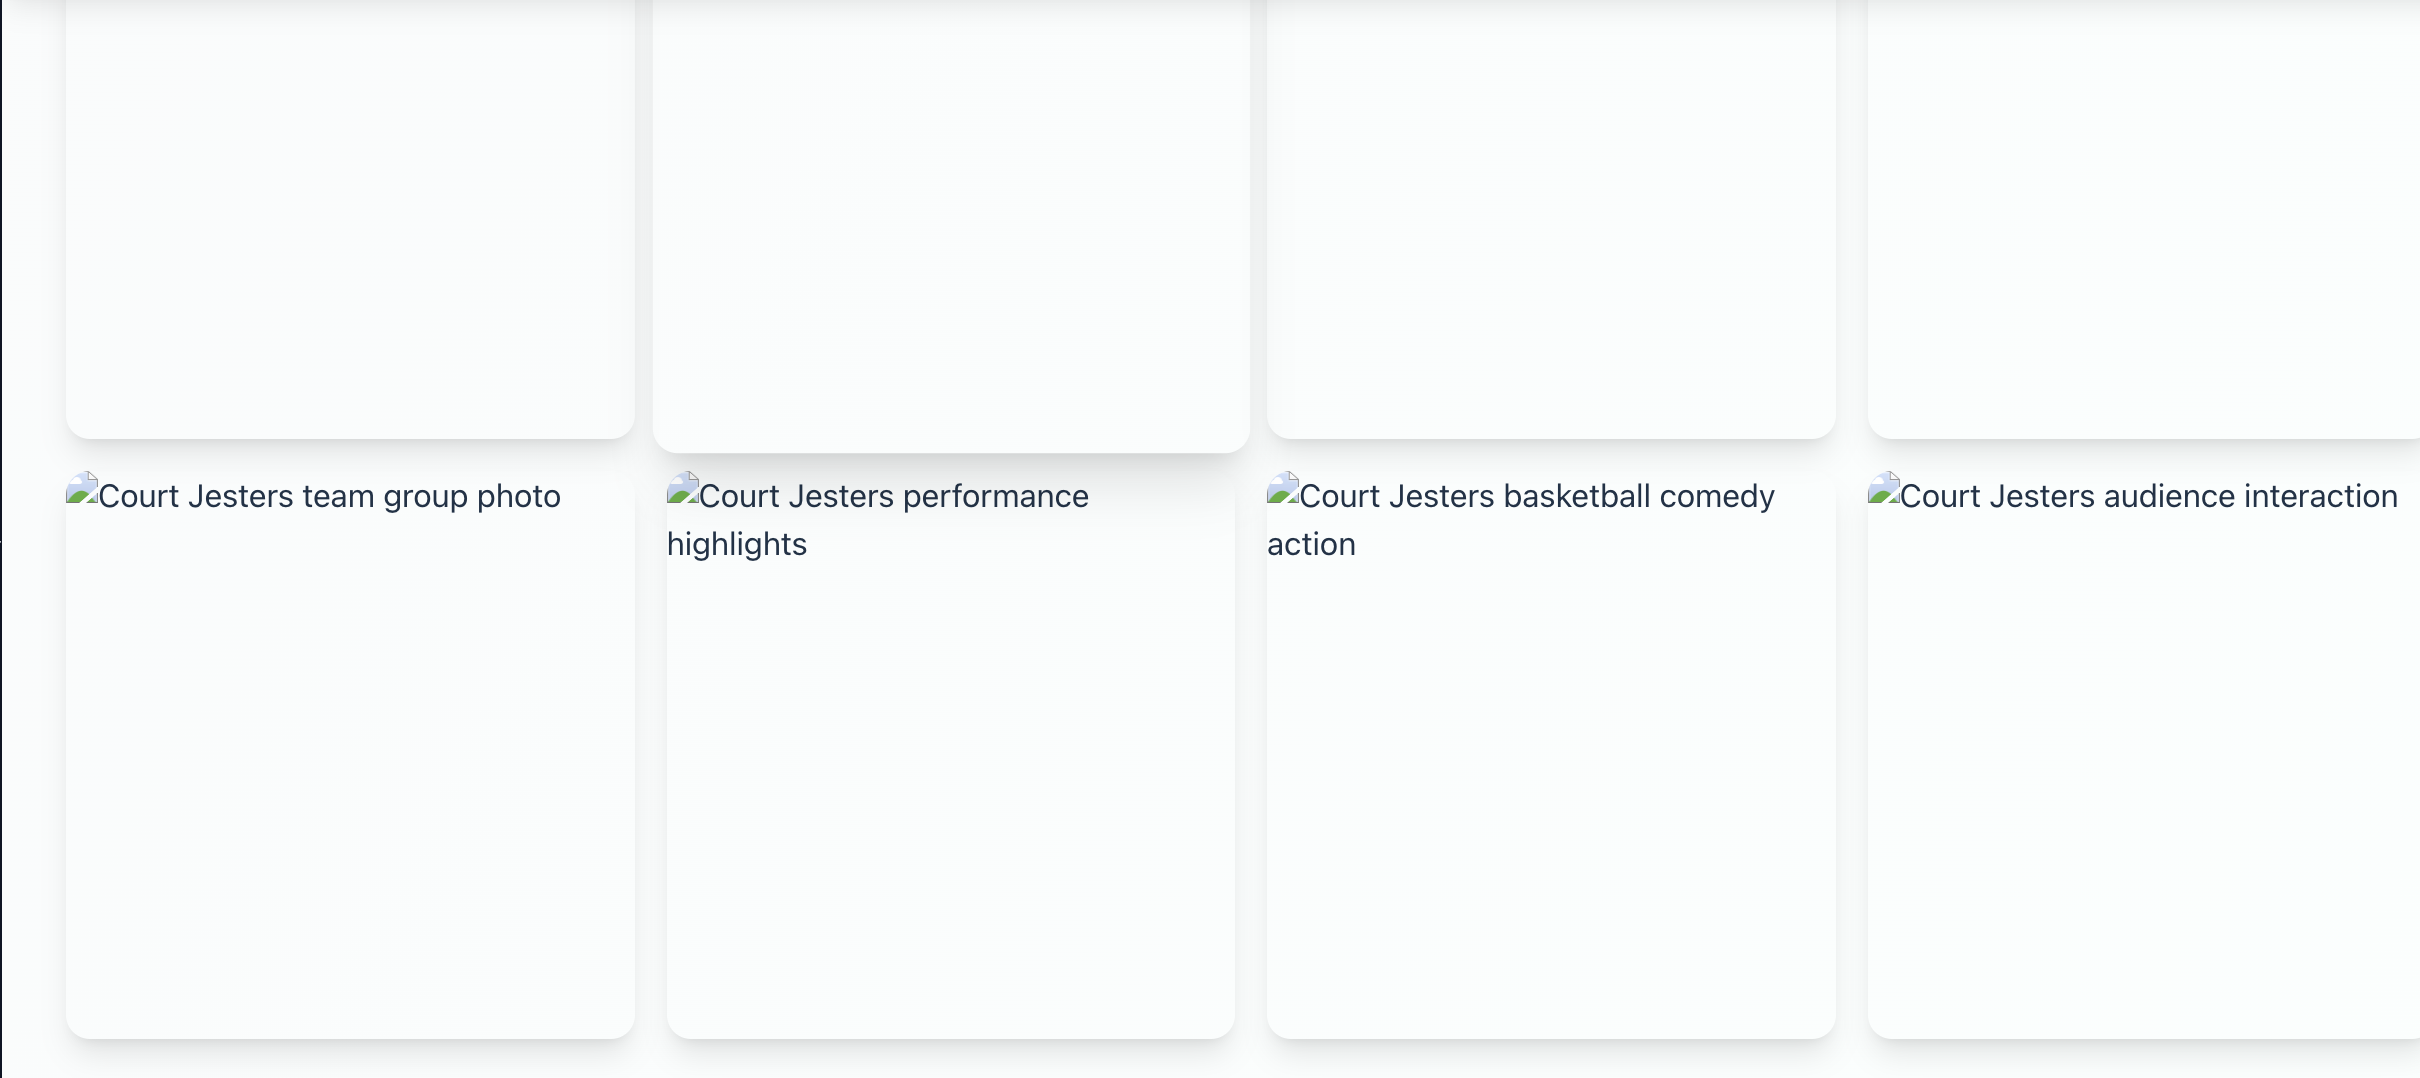 Court Jesters team group photo
Court Jesters performance
highlights
Court Jesters basketball comedy
action
Court Jesters audience interaction